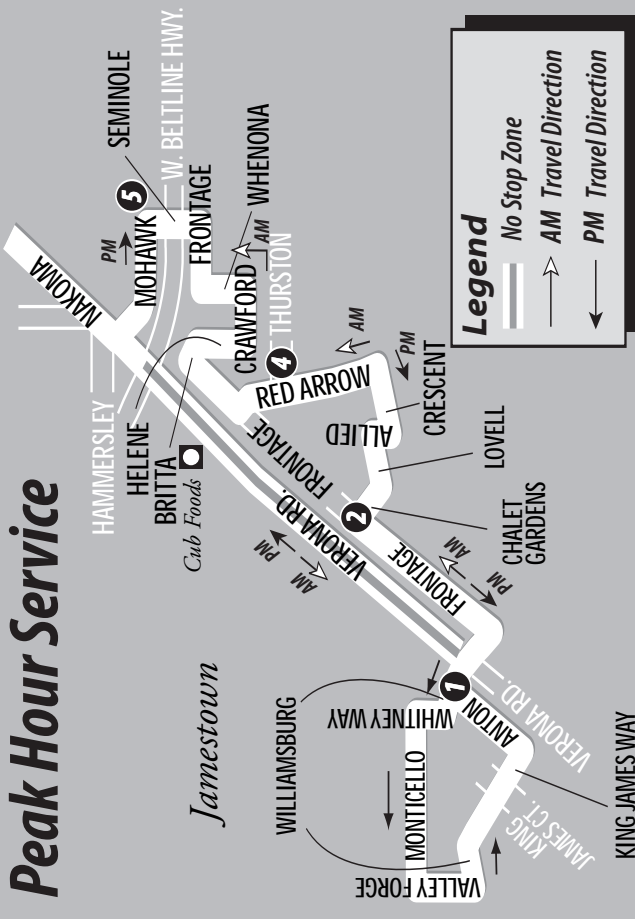 Peak Hour Service
Jamestown
HAMMERSLEY
NAKOMA
PM
MOHAWK
5
SEMINOLE
W. BELTLINE HWY.
FRONTAGE
WHENONA
AM
CRAWFORD
THURSTON
4
HELENE
BRITTA
Cub Foods
FRONTAGE
RED ARROW
AM
PM
CRESCENT
ALLIED
LOVELL
VERONA RD.
PM
AM
2
CHALET
GARDENS
FRONTAGE
AM
PM
WILLIAMSBURG
WHITNEY WAY
1
ANTON
VERONA RD.
MONTICELLO
VALLEY FORGE
KING
JAMES CT.
KING JAMES WAY
Legend
No Stop Zone
AM Travel Direction
PM Travel Direction